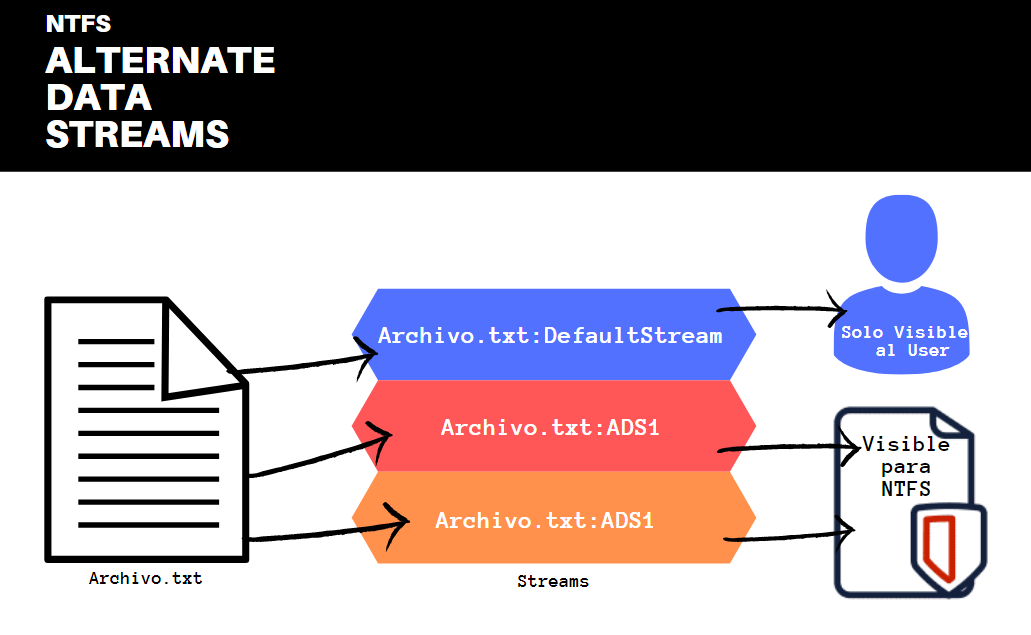 NTFS
ALTERNATE
DATA
STREAMS
Archivo.txt:DefaultStream
Solo Visible
al User
Archivo.txt:ADS1
Visible
para
NTFS
Archivo.txt:ADS1
Archivo.txt
Streams